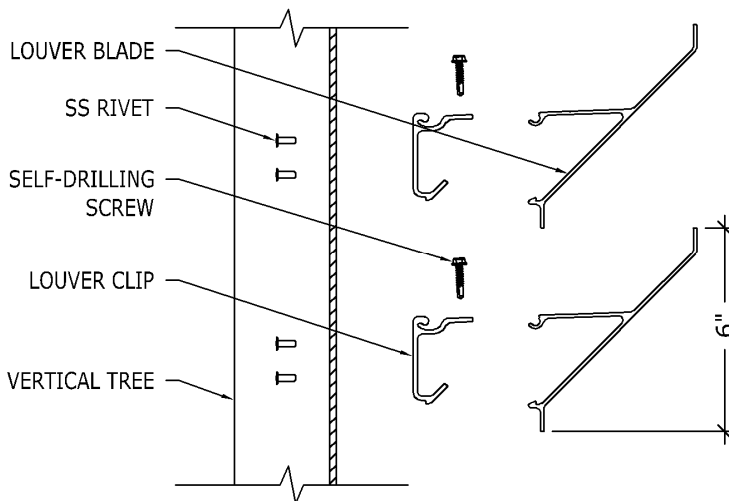 LOUVER BLADE
SS RIVET
SELF-DRILLING
SCREW
LOUVER CLIP
VERTICAL TREE
6"